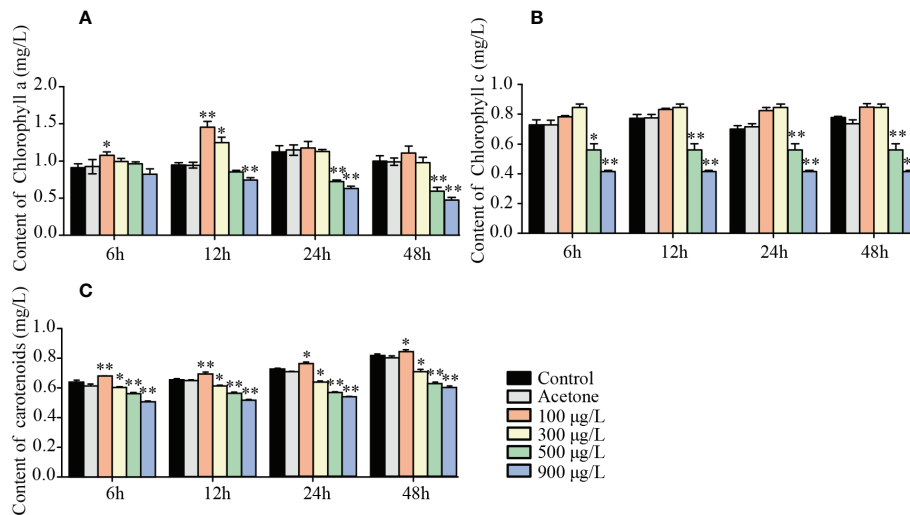 A
Content of Chlorophyll a (mg/L)
2.0
1.5
1.0
0.5
0.0
*
** *
** **
** **
6h 12h 24h 48h
B
Content of Chlorophyll c (mg/L)
1.0
0.8
0.6
0.4
0.2
0.0
* **
** **
** **
** *
6h 12h 24h 48h
C
Content of carotenoids (mg/L)
1.0
0.8
0.6
0.4
0.2
0.0
** * ** **
** * ** **
* * ** **
* * ** **
6h 12h 24h 48h
Control
Acetone
100 μg/L
300 μg/L
500 μg/L
900 μg/L